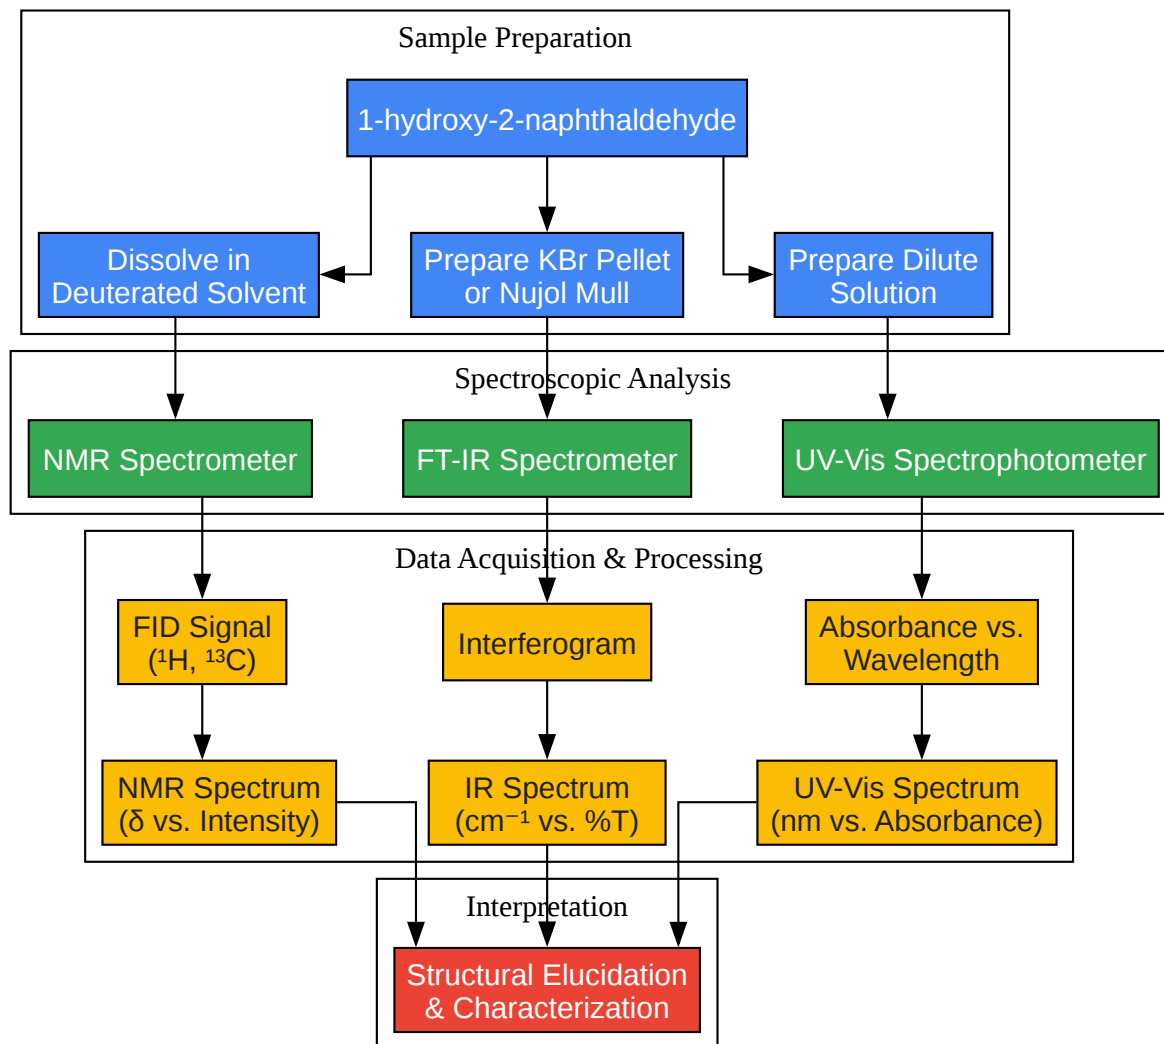 Sample Preparation
1-hydroxy-2-naphthaldehyde
Dissolve in
Deuterated Solvent
Prepare KBr Pellet
or Nujol Mull
Prepare Dilute
Solution
Spectroscopic Analysis
NMR Spectrometer
FT-IR Spectrometer
UV-Vis Spectrophotometer
Data Acquisition & Processing
FID Signal
(¹H, ¹³C)
Interferogram
Absorbance vs.
Wavelength
NMR Spectrum
(δ vs. Intensity)
IR Spectrum
(cm⁻¹ vs. %T)
UV-Vis Spectrum
(nm vs. Absorbance)
Interpretation
Structural Elucidation
& Characterization